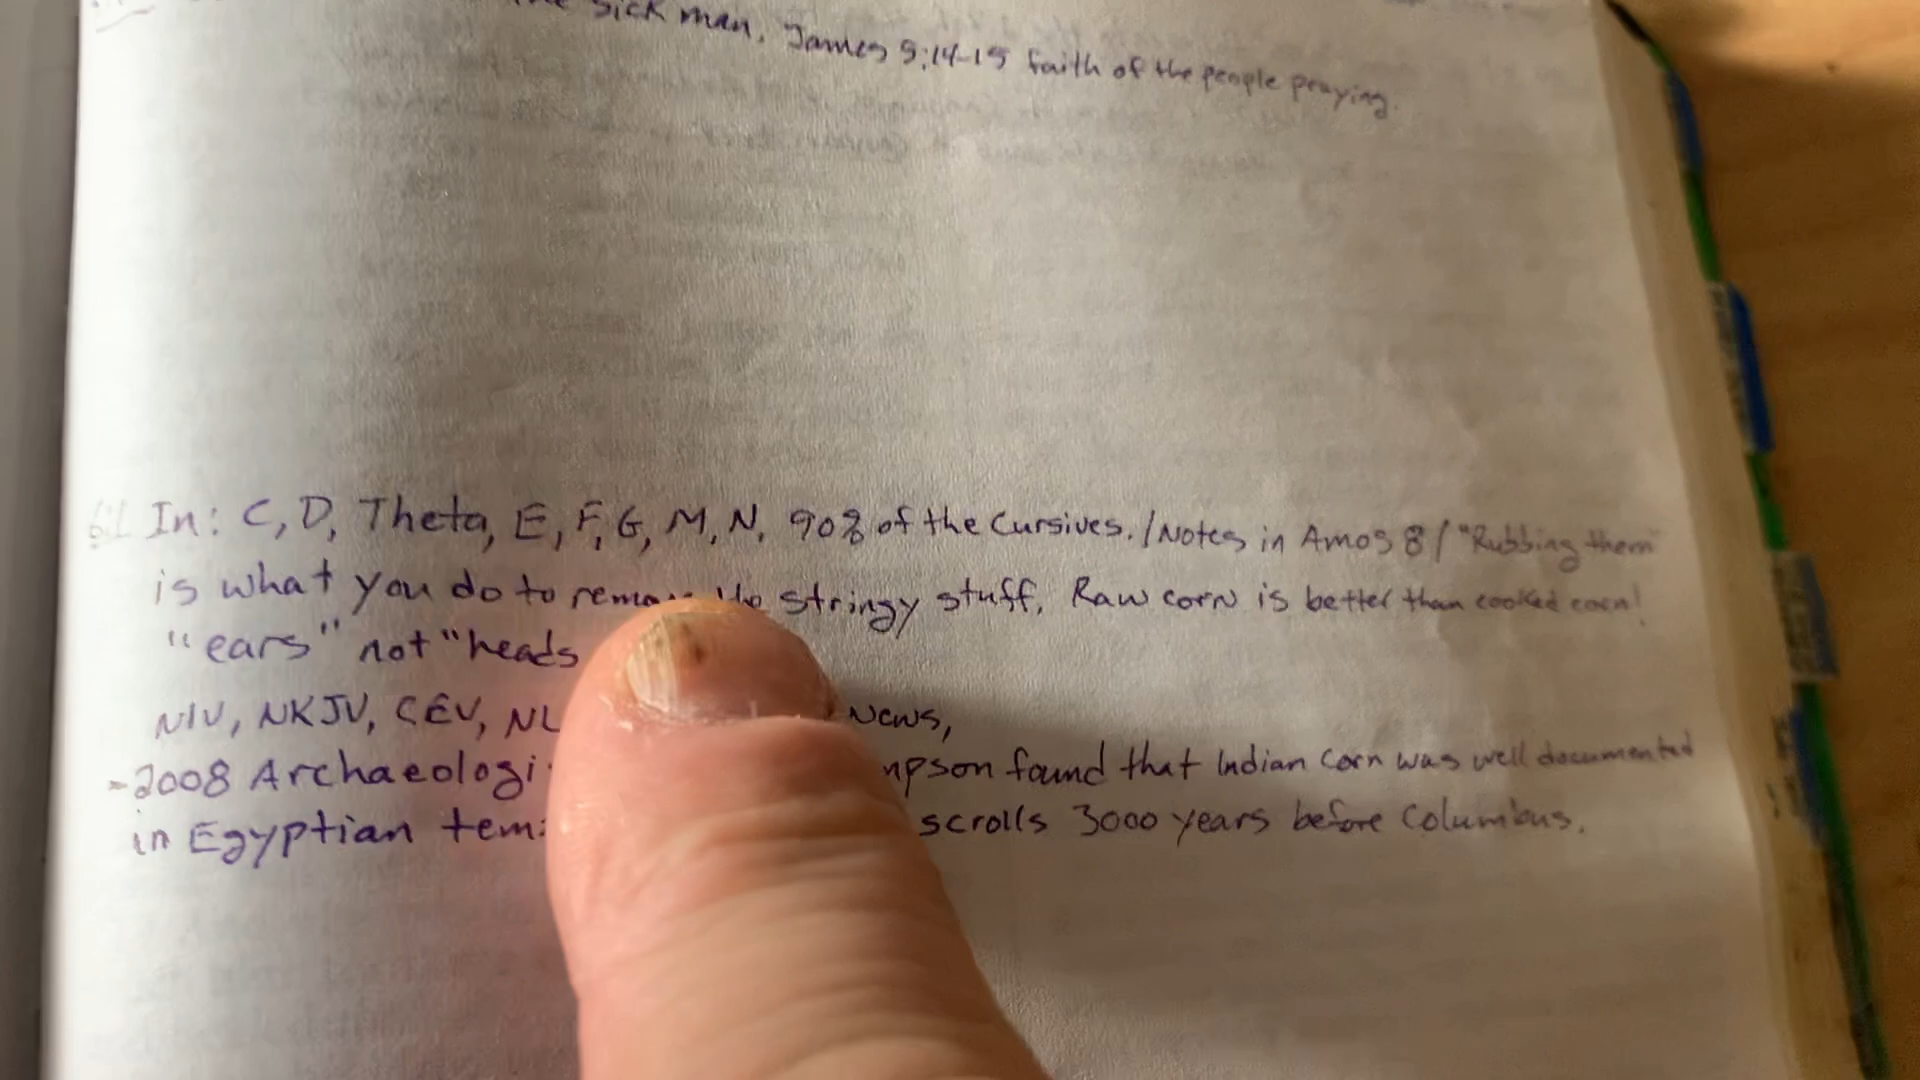 sick man, James 5:14-15 faith of the people praying.
6:1 In: C, D, Theta, E, F, G, M, N, 90% of the Cursives. / Notes in Amos 8 / "Rubbing them"
is what you do to remove the stringy stuff. Raw corn is better than cooked corn!
"ears" not "heads
NIV, NKJV, CEV, NL News,
-2008 Archaeologi mpson found that Indian Corn was well documented
in Egyptian tem scrolls 3000 years before Columbus.